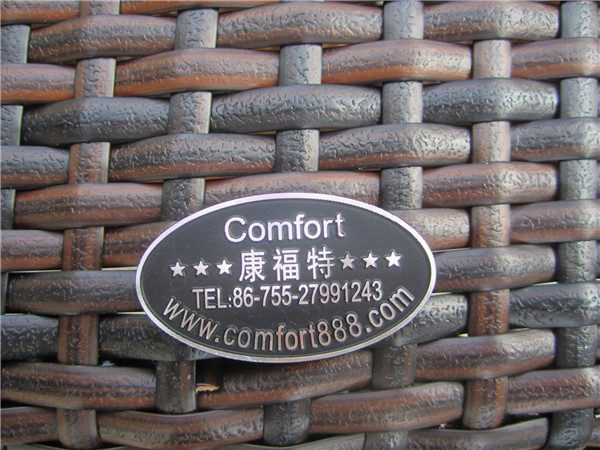 Comfort
★★★康福特★★★
TEL:86-755-27991243
www.comfort888.com